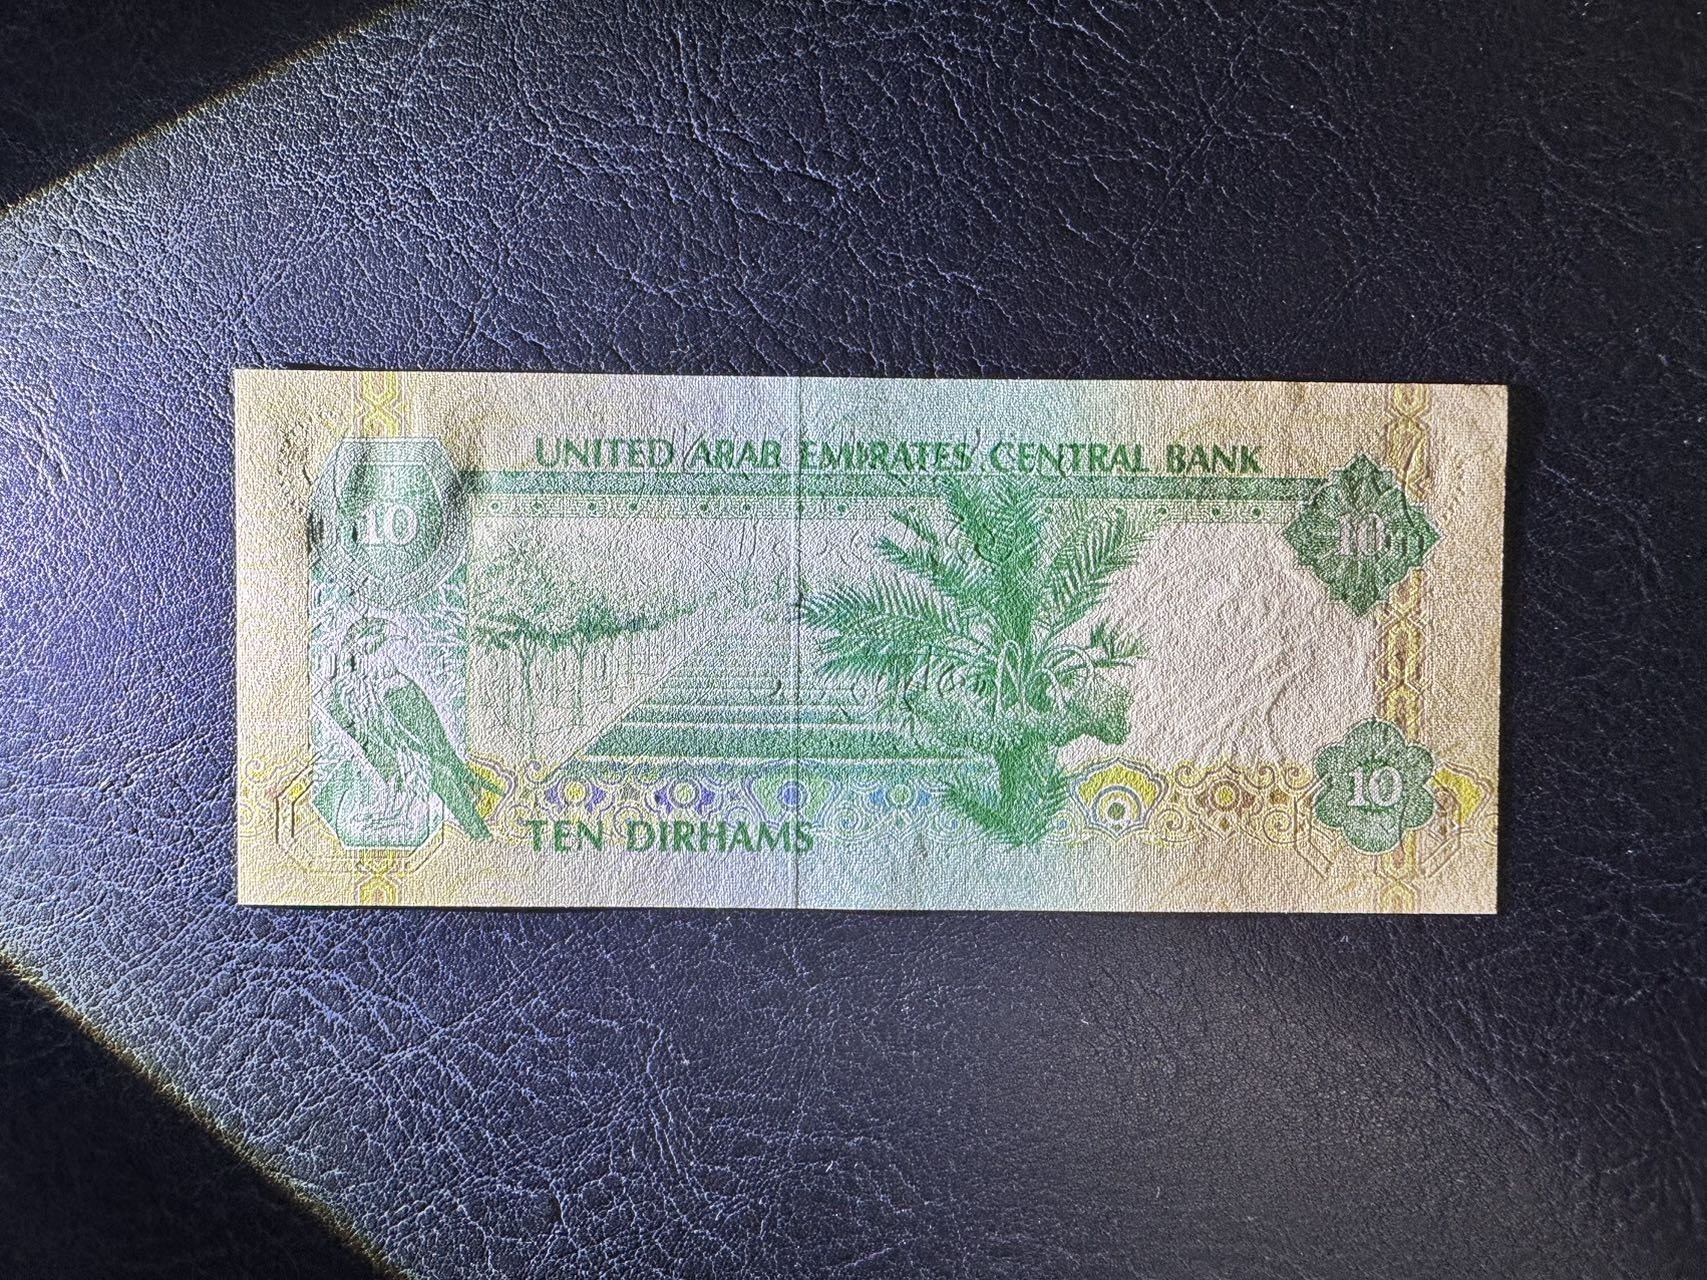 UNITED ARAB EMIRATES CENTRAL BANK
10
10
10
TEN DIRHAMS